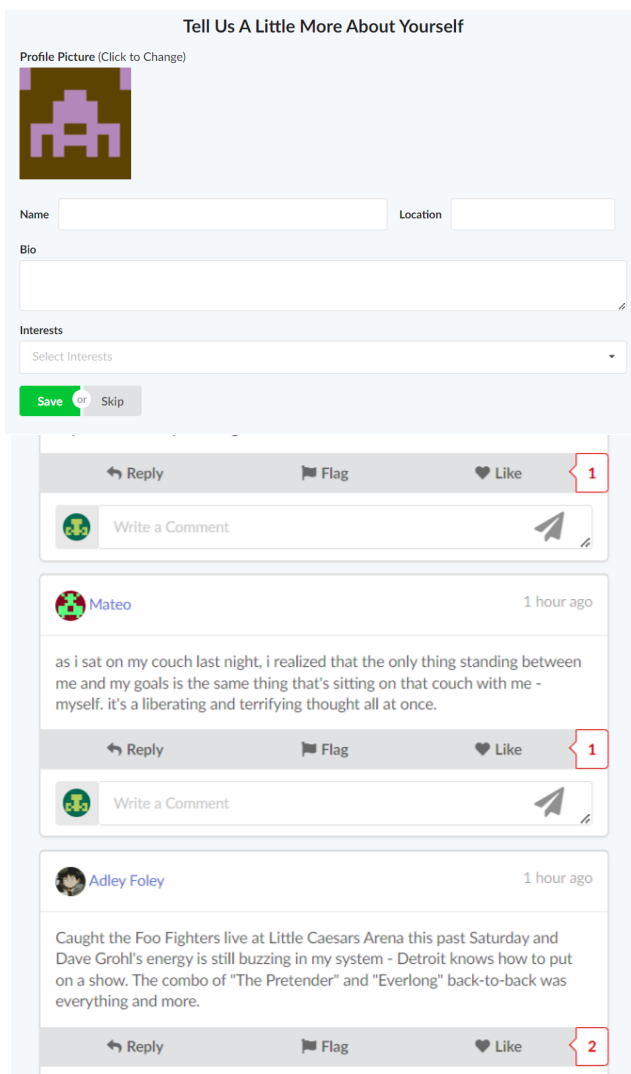 Tell Us A Little More About Yourself
Profile Picture (Click to Change)
Name
Location
Bio
Interests
Select Interests
Save or Skip
Reply Flag Like 1
Write a Comment
Mateo 1 hour ago
as i sat on my couch last night, i realized that the only thing standing between
me and my goals is the same thing that's sitting on that couch with me -
myself. it's a liberating and terrifying thought all at once.
Reply Flag Like 1
Write a Comment
Adley Foley 1 hour ago
Caught the Foo Fighters live at Little Caesars Arena this past Saturday and
Dave Grohl's energy is still buzzing in my system - Detroit knows how to put
on a show. The combo of "The Pretender" and "Everlong" back-to-back was
everything and more.
Reply Flag Like 2